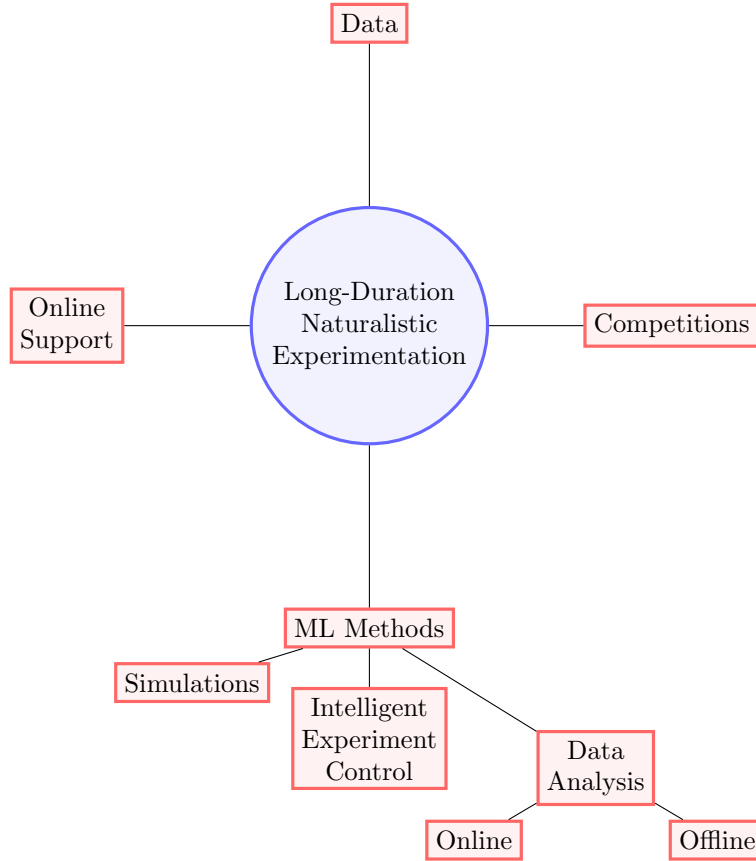 Data
Long-Duration
Naturalistic
Experimentation
Online
Support
Competitions
ML Methods
Simulations
Intelligent
Experiment
Control
Data
Analysis
Online
Offline